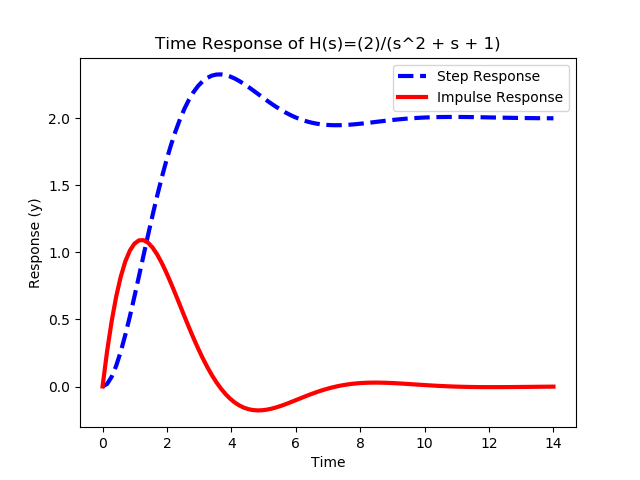 Time Response of H(s)=(2)/(s^2 + s + 1)
Step Response
Impulse Response
Response (y)
2.0
1.5
1.0
0.5
0.0
0 2 4 6 8 10 12 14
Time